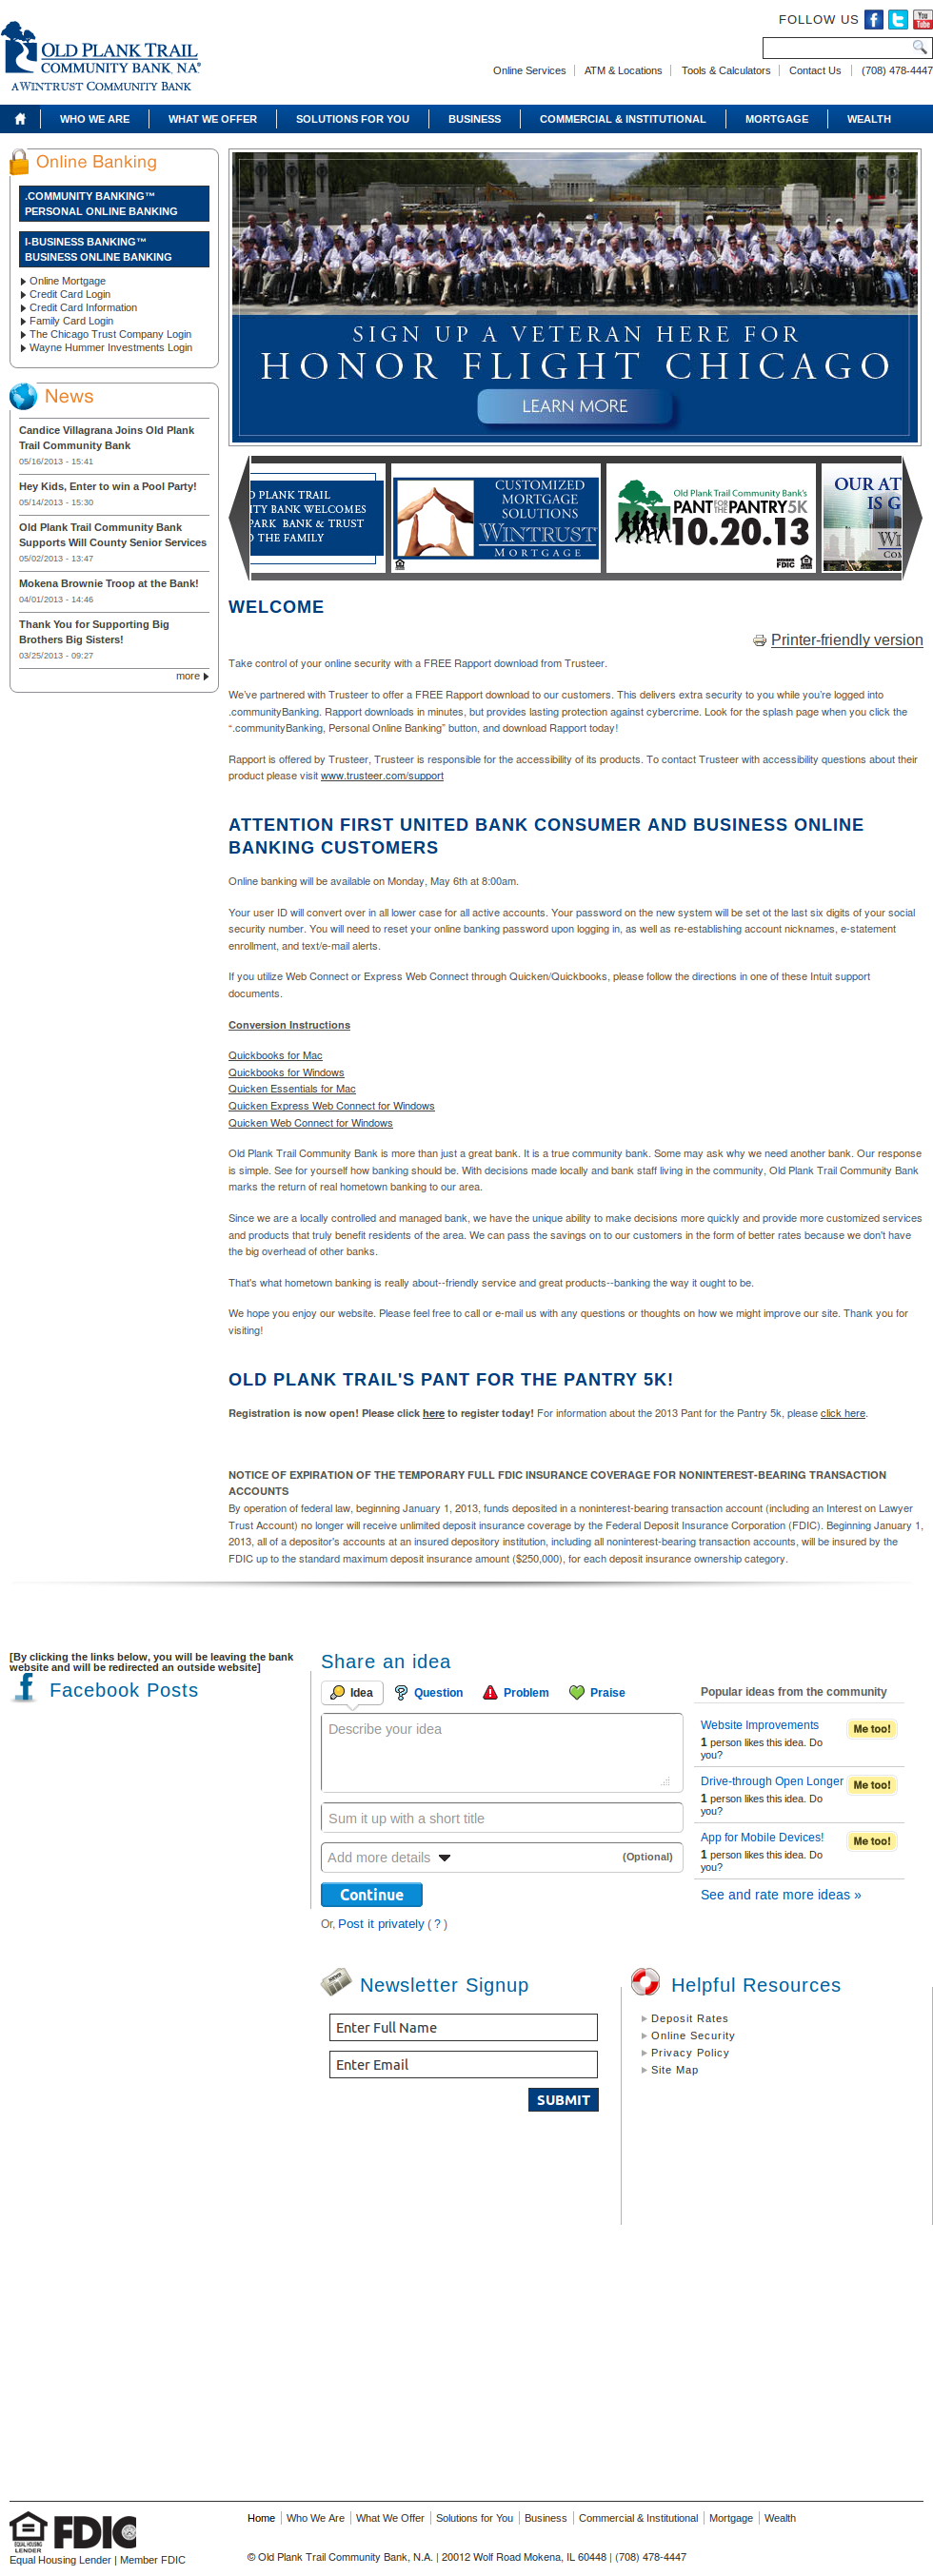 FOLLOW US
You Tube
OLD PLANK TRAIL
COMMUNITY BANK, N.A.
A WINTRUST COMMUNITY BANK
Online Services | ATM & Locations | Tools & Calculators | Contact Us | (708) 478-4447
WHO WE ARE | WHAT WE OFFER | SOLUTIONS FOR YOU | BUSINESS | COMMERCIAL & INSTITUTIONAL | MORTGAGE | WEALTH
Online Banking
.COMMUNITY BANKING™
PERSONAL ONLINE BANKING
I-BUSINESS BANKING™
BUSINESS ONLINE BANKING
Online Mortgage
Credit Card Login
Credit Card Information
Family Card Login
The Chicago Trust Company Login
Wayne Hummer Investments Login
News
Candice Villagrana Joins Old Plank
Trail Community Bank
05/16/2013 - 15:41
Hey Kids, Enter to win a Pool Party!
05/14/2013 - 15:30
Old Plank Trail Community Bank
Supports Will County Senior Services
05/02/2013 - 13:47
Mokena Brownie Troop at the Bank!
04/01/2013 - 14:46
Thank You for Supporting Big
Brothers Big Sisters!
03/25/2013 - 09:27
more
SIGN UP A VETERAN HERE FOR
HONOR FLIGHT CHICAGO
LEARN MORE
D PLANK TRAIL
ITY BANK WELCOMES
PARK BANK & TRUST
O THE FAMILY
CUSTOMIZED
MORTGAGE
SOLUTIONS
WINTRUST
MORTGAGE
Old Plank Trail Community Bank's
PANT FOR THE PANTRY 5K
10.20.13
FDIC
OUR AT
IS G
WI
COM
WELCOME
Printer-friendly version
Take control of your online security with a FREE Rapport download from Trusteer.
We've partnered with Trusteer to offer a FREE Rapport download to our customers. This delivers extra security to you while you're logged into
.communityBanking. Rapport downloads in minutes, but provides lasting protection against cybercrime. Look for the splash page when you click the
“.communityBanking, Personal Online Banking” button, and download Rapport today!
Rapport is offered by Trusteer, Trusteer is responsible for the accessibility of its products. To contact Trusteer with accessibility questions about their
product please visit www.trusteer.com/support
ATTENTION FIRST UNITED BANK CONSUMER AND BUSINESS ONLINE
BANKING CUSTOMERS
Online banking will be available on Monday, May 6th at 8:00am.
Your user ID will convert over in all lower case for all active accounts. Your password on the new system will be set of the last six digits of your social
security number. You will need to reset your online banking password upon logging in, as well as re-establishing account nicknames, e-statement
enrollment, and text/e-mail alerts.
If you utilize Web Connect or Express Web Connect through Quicken/Quickbooks, please follow the directions in one of these Intuit support
documents.
Conversion Instructions
Quickbooks for Mac
Quickbooks for Windows
Quicken Essentials for Mac
Quicken Express Web Connect for Windows
Quicken Web Connect for Windows
Old Plank Trail Community Bank is more than just a great bank. It is a true community bank. Some may ask why we need another bank. Our response
is simple. See for yourself how banking should be. With decisions made locally and bank staff living in the community, Old Plank Trail Community Bank
marks the return of real hometown banking to our area.
Since we are a locally controlled and managed bank, we have the unique ability to make decisions more quickly and provide more customized services
and products that truly benefit residents of the area. We can pass the savings on to our customers in the form of better rates because we don't have
the big overhead of other banks.
That's what hometown banking is really about--friendly service and great products--banking the way it ought to be.
We hope you enjoy our website. Please feel free to call or e-mail us with any questions or thoughts on how we might improve our site. Thank you for
visiting!
OLD PLANK TRAIL'S PANT FOR THE PANTRY 5K!
Registration is now open! Please click here to register today! For information about the 2013 Pant for the Pantry 5k, please click here.
NOTICE OF EXPIRATION OF THE TEMPORARY FULL FDIC INSURANCE COVERAGE FOR NONINTEREST-BEARING TRANSACTION
ACCOUNTS
By operation of federal law, beginning January 1, 2013, funds deposited in a noninterest-bearing transaction account (including an Interest on Lawyer
Trust Account) no longer will receive unlimited deposit insurance coverage by the Federal Deposit Insurance Corporation (FDIC). Beginning January 1,
2013, all of a depositor's accounts at an insured depository institution, including all noninterest-bearing transaction accounts, will be insured by the
FDIC up to the standard maximum deposit insurance amount ($250,000), for each deposit insurance ownership category.
[By clicking the links below, you will be leaving the bank
website and will be redirected an outside website]
Facebook Posts
Share an idea
Idea Question Problem Praise
Describe your idea
Sum it up with a short title
Add more details (Optional)
Continue
Or, Post it privately ( ? )
Popular ideas from the community
Website Improvements
Me too!
1 person likes this idea. Do
you?
Drive-through Open Longer
Me too!
1 person likes this idea. Do
you?
App for Mobile Devices!
Me too!
1 person likes this idea. Do
you?
See and rate more ideas »
Newsletter Signup
Enter Full Name
Enter Email
SUBMIT
Helpful Resources
Deposit Rates
Online Security
Privacy Policy
Site Map
EQUAL HOUSING
LENDER
FDIC
Equal Housing Lender | Member FDIC
Home | Who We Are | What We Offer | Solutions for You | Business | Commercial & Institutional | Mortgage | Wealth
© Old Plank Trail Community Bank, N.A. | 20012 Wolf Road Mokena, IL 60448 | (708) 478-4447